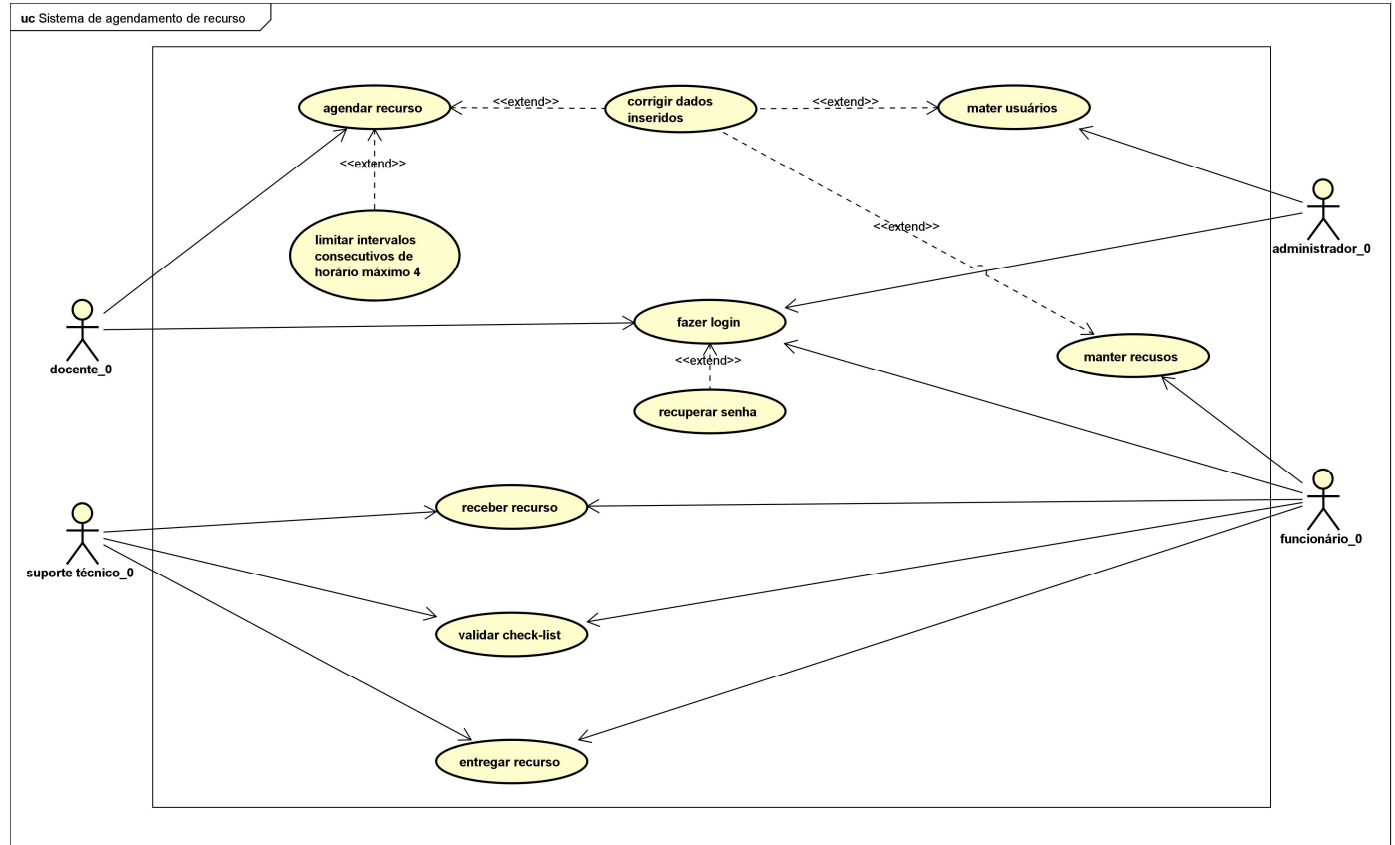 uc Sistema de agendamento de recurso
agendar recurso
<<extend>>
corrigir dados
inseridos
<<extend>>
mater usuários
<<extend>>
limitar intervalos
consecutivos de
horário máximo 4
<<extend>>
administrador_0
docente_0
fazer login
<<extend>>
manter recusos
recuperar senha
receber recurso
suporte técnico_0
funcionário_0
validar check-list
entregar recurso